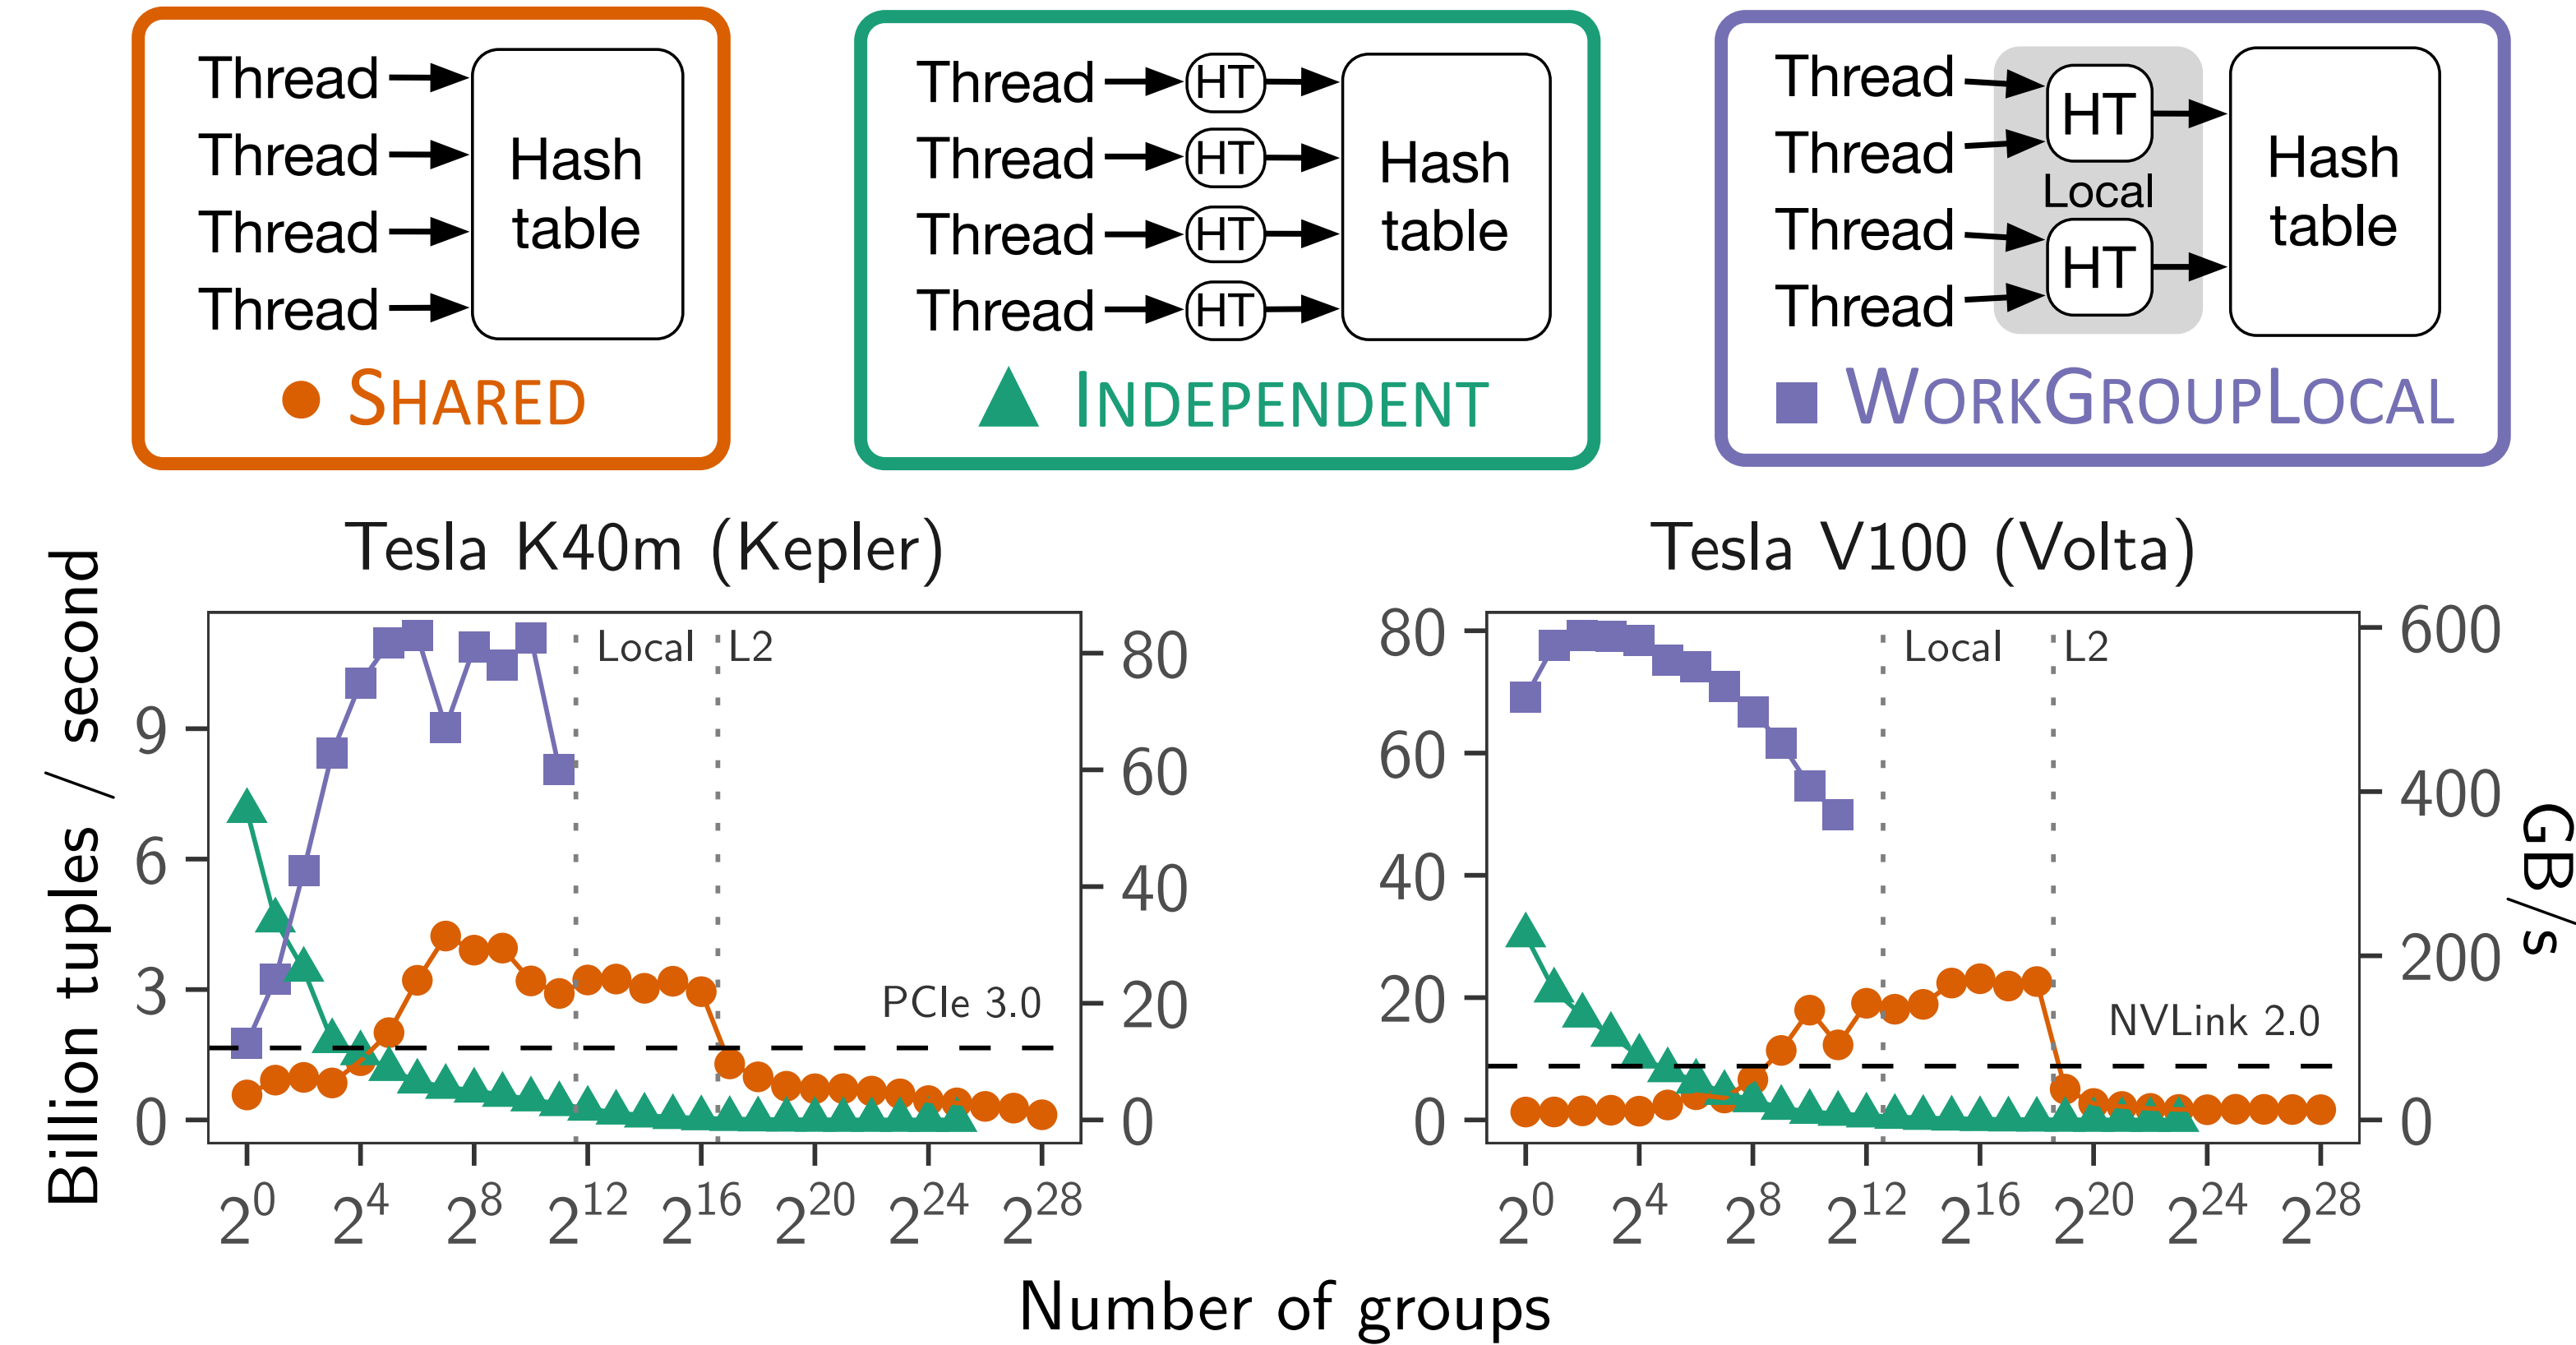 Thread
Thread
Thread
Thread
Hash
table
SHARED
Thread HT
Thread HT
Thread HT
Thread HT
Hash
table
INDEPENDENT
Thread
Thread
Thread
Thread
HT
Local
HT
Hash
table
WORKGROUPLOCAL
Tesla K40m (Kepler)
Billion tuples / second
9
6
3
0
Local
L2
PCIe 3.0
80
60
40
20
0
2^0 2^4 2^8 2^12 2^16 2^20 2^24 2^28
Tesla V100 (Volta)
80
60
40
20
0
Local
L2
NVLink 2.0
600
400
200
0
GB/s
2^0 2^4 2^8 2^12 2^16 2^20 2^24 2^28
Number of groups